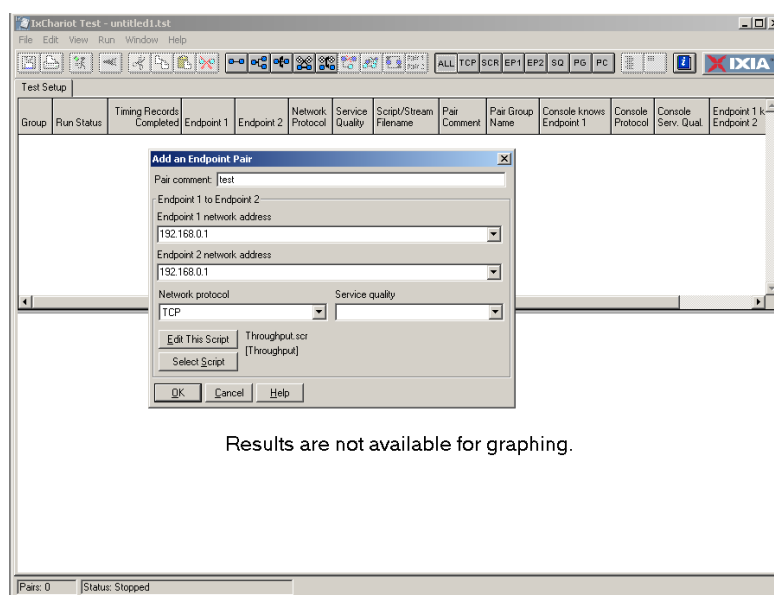 IxChariot Test - untitled1.tst
File Edit View Run Window Help
ALL TCP SCR EP1 EP2 SQ PG PC
IXIA
Test Setup
Group
Run Status
Timing Records Completed
Endpoint 1
Endpoint 2
Network Protocol
Service Quality
Script/Stream Filename
Pair Comment
Pair Group Name
Console knows Endpoint 1
Console Protocol
Console Serv. Qual.
Endpoint 1 k
Endpoint 2
Add an Endpoint Pair
Pair comment: test
Endpoint 1 to Endpoint 2
Endpoint 1 network address
192.168.0.1
Endpoint 2 network address
192.168.0.1
Network protocol Service quality
TCP
Edit This Script Throughput.scr
[Throughput]
Select Script
OK Cancel Help
Results are not available for graphing.
Pairs: 0 Status: Stopped